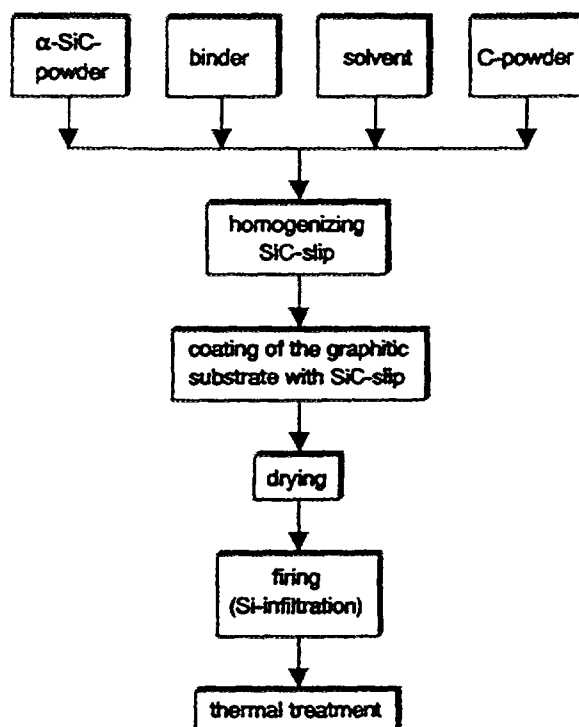 α-SiC-
powder
binder
solvent
C-powder
homogenizing
SiC-slip
coating of the graphitic
substrate with SiC-slip
drying
firing
(Si-infiltration)
thermal treatment